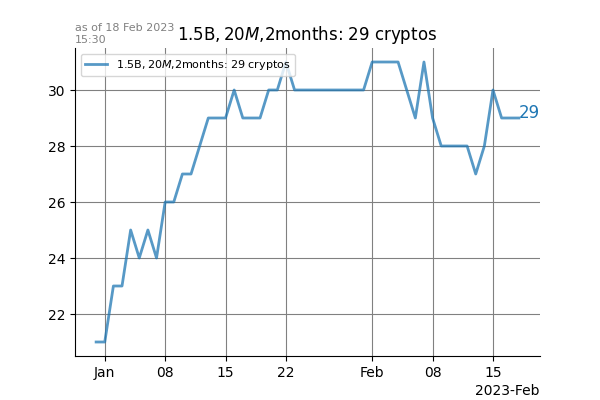 as of 18 Feb 2023
15:30
1.5B, 20M,2months: 29 cryptos
1.5B, 20M,2months: 29 cryptos
30
28
26
24
22
29
Jan
08
15
22
Feb
08
15
2023-Feb